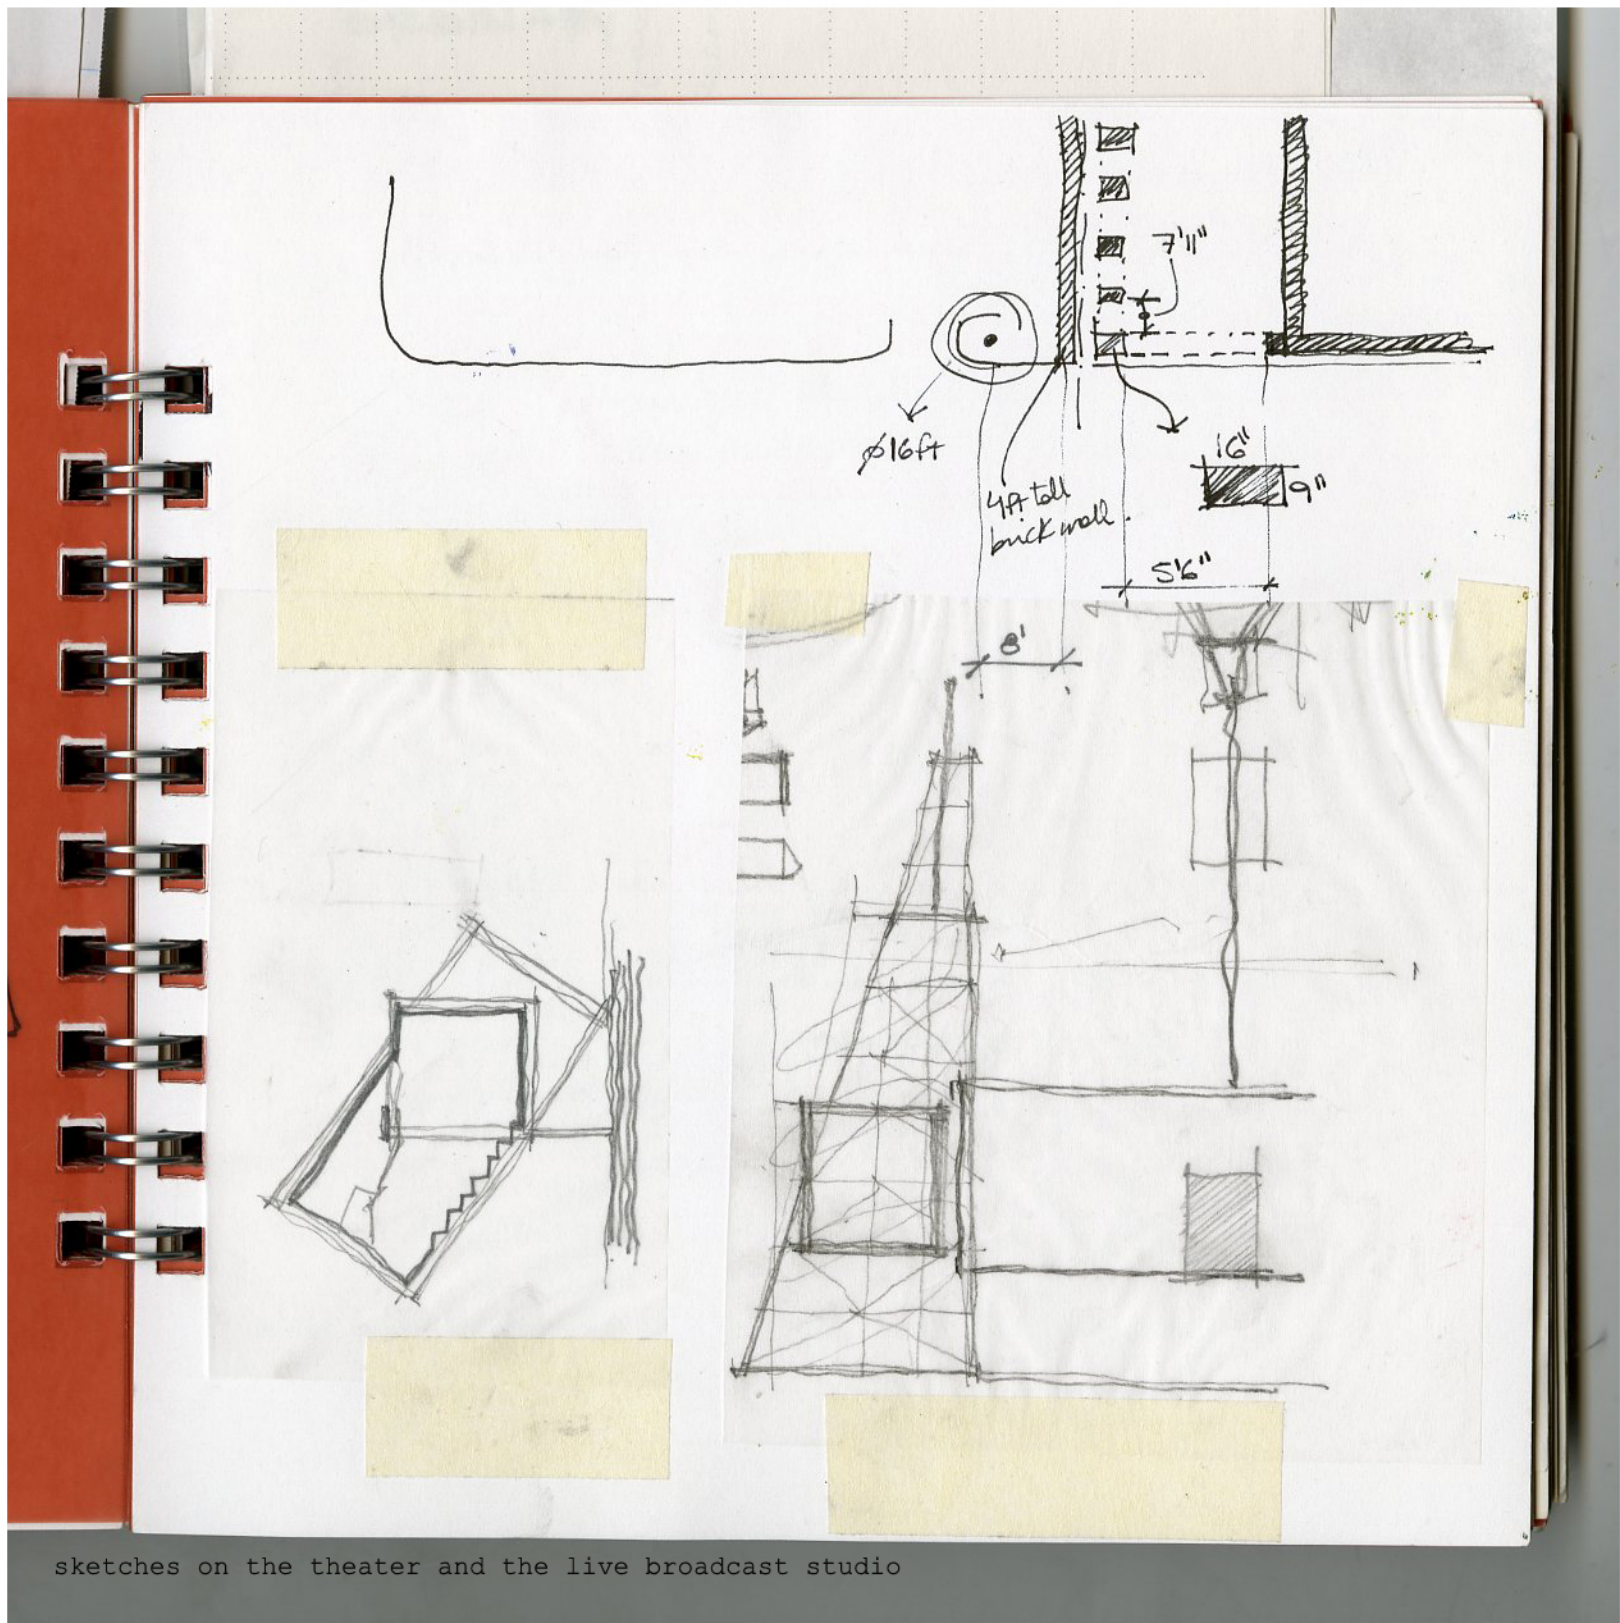 7'11"
ø16ft
16"
9"
4ft tall
brick wall.
5'6"
8'
sketches on the theater and the live broadcast studio